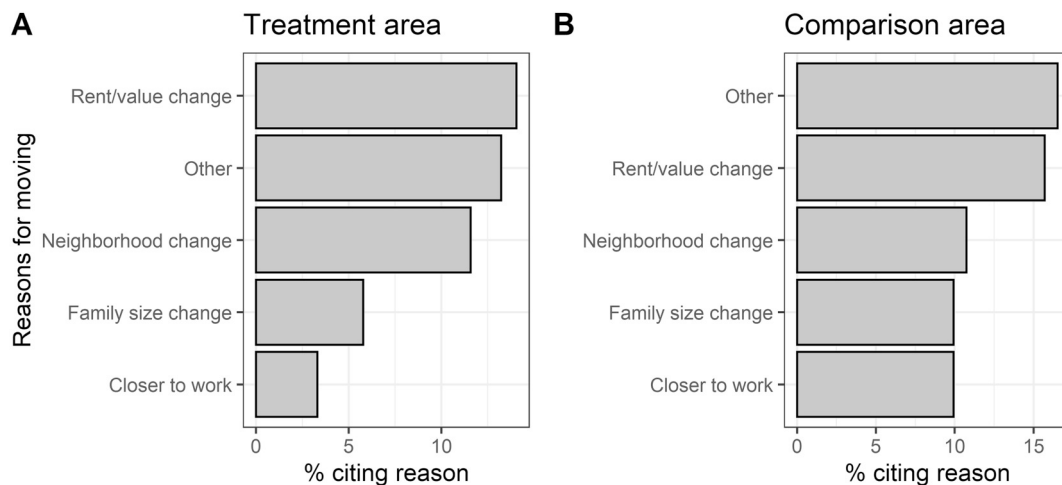 A
Treatment area
Reasons for moving
Rent/value change
Other
Neighborhood change
Family size change
Closer to work
0 5 10
% citing reason
B
Comparison area
Other
Rent/value change
Neighborhood change
Family size change
Closer to work
0 5 10 15
% citing reason